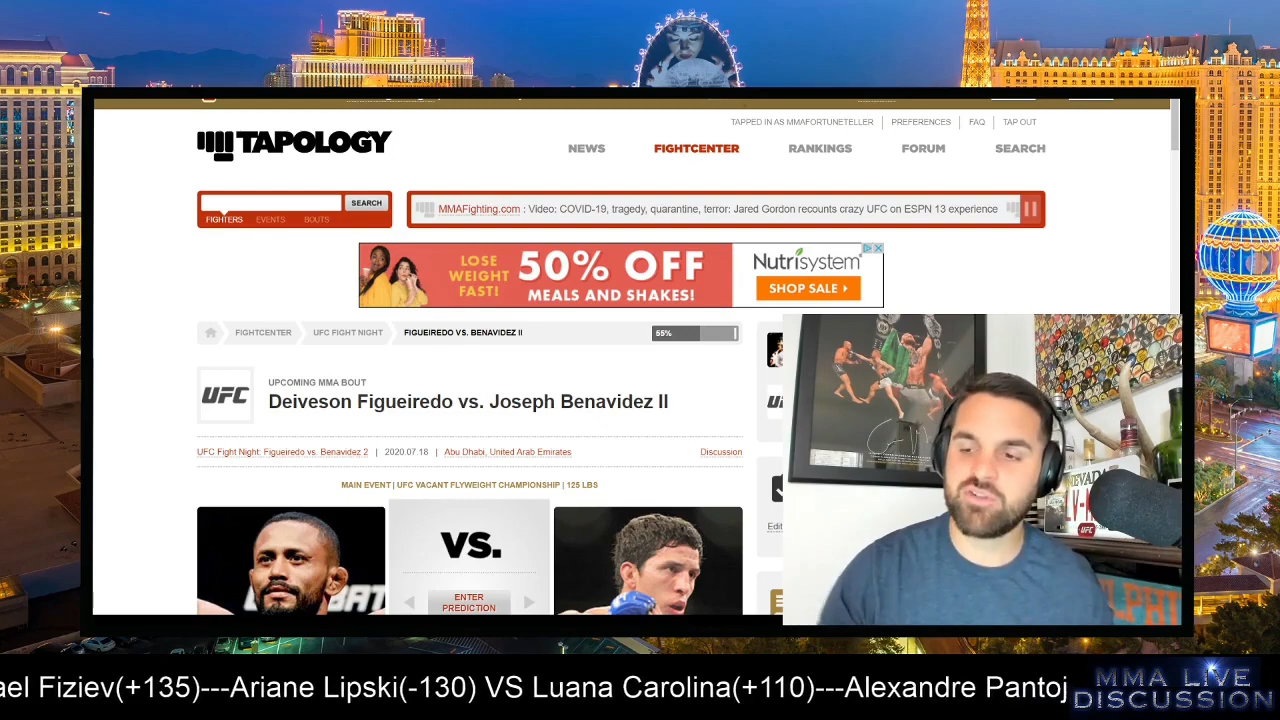 TAPPED IN AS MMAFORTUNETELLER
PREFERENCES
FAQ
TAP OUT
TAPOLOGY
NEWS
FIGHTCENTER
RANKINGS
FORUM
SEARCH
SEARCH
FIGHTERS
EVENTS
BOUTS
MMAFighting.com : Video: COVID-19, tragedy, quarantine, terror: Jared Gordon recounts crazy UFC on ESPN 13 experience
LOSE
WEIGHT
FAST!
50% OFF
MEALS AND SHAKES!
Nutrisystem
SHOP SALE
FIGHTCENTER
UFC FIGHT NIGHT
FIGUEIREDO VS. BENAVIDEZ II
55%
UFC
UPCOMING MMA BOUT
Deiveson Figueiredo vs. Joseph Benavidez II
UFC Fight Night: Figueiredo vs. Benavidez 2 | 2020.07.18 | Abu Dhabi, United Arab Emirates
Discussion
MAIN EVENT | UFC VACANT FLYWEIGHT CHAMPIONSHIP | 125 LBS
VS.
ENTER
PREDICTION
Edit
NEVADA
LV-
UFC
ael Fiziev(+135)---Ariane Lipski(-130) VS Luana Carolina(+110)---Alexandre Pantoj
MMA LIVE
DISCUSSION